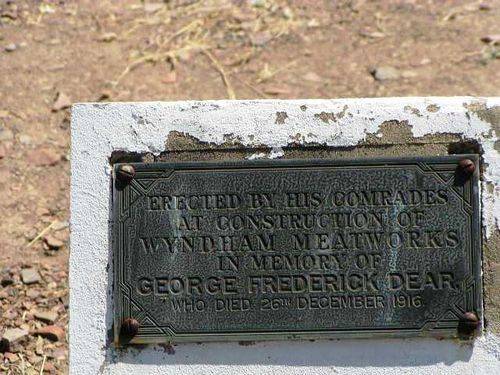 ERECTED BY HIS COMRADES
AT CONSTRUCTION OF
WYNDHAM MEATWORKS
IN MEMORY OF
GEORGE FREDERICK DEAR,
WHO DIED 26TH DECEMBER 1916.